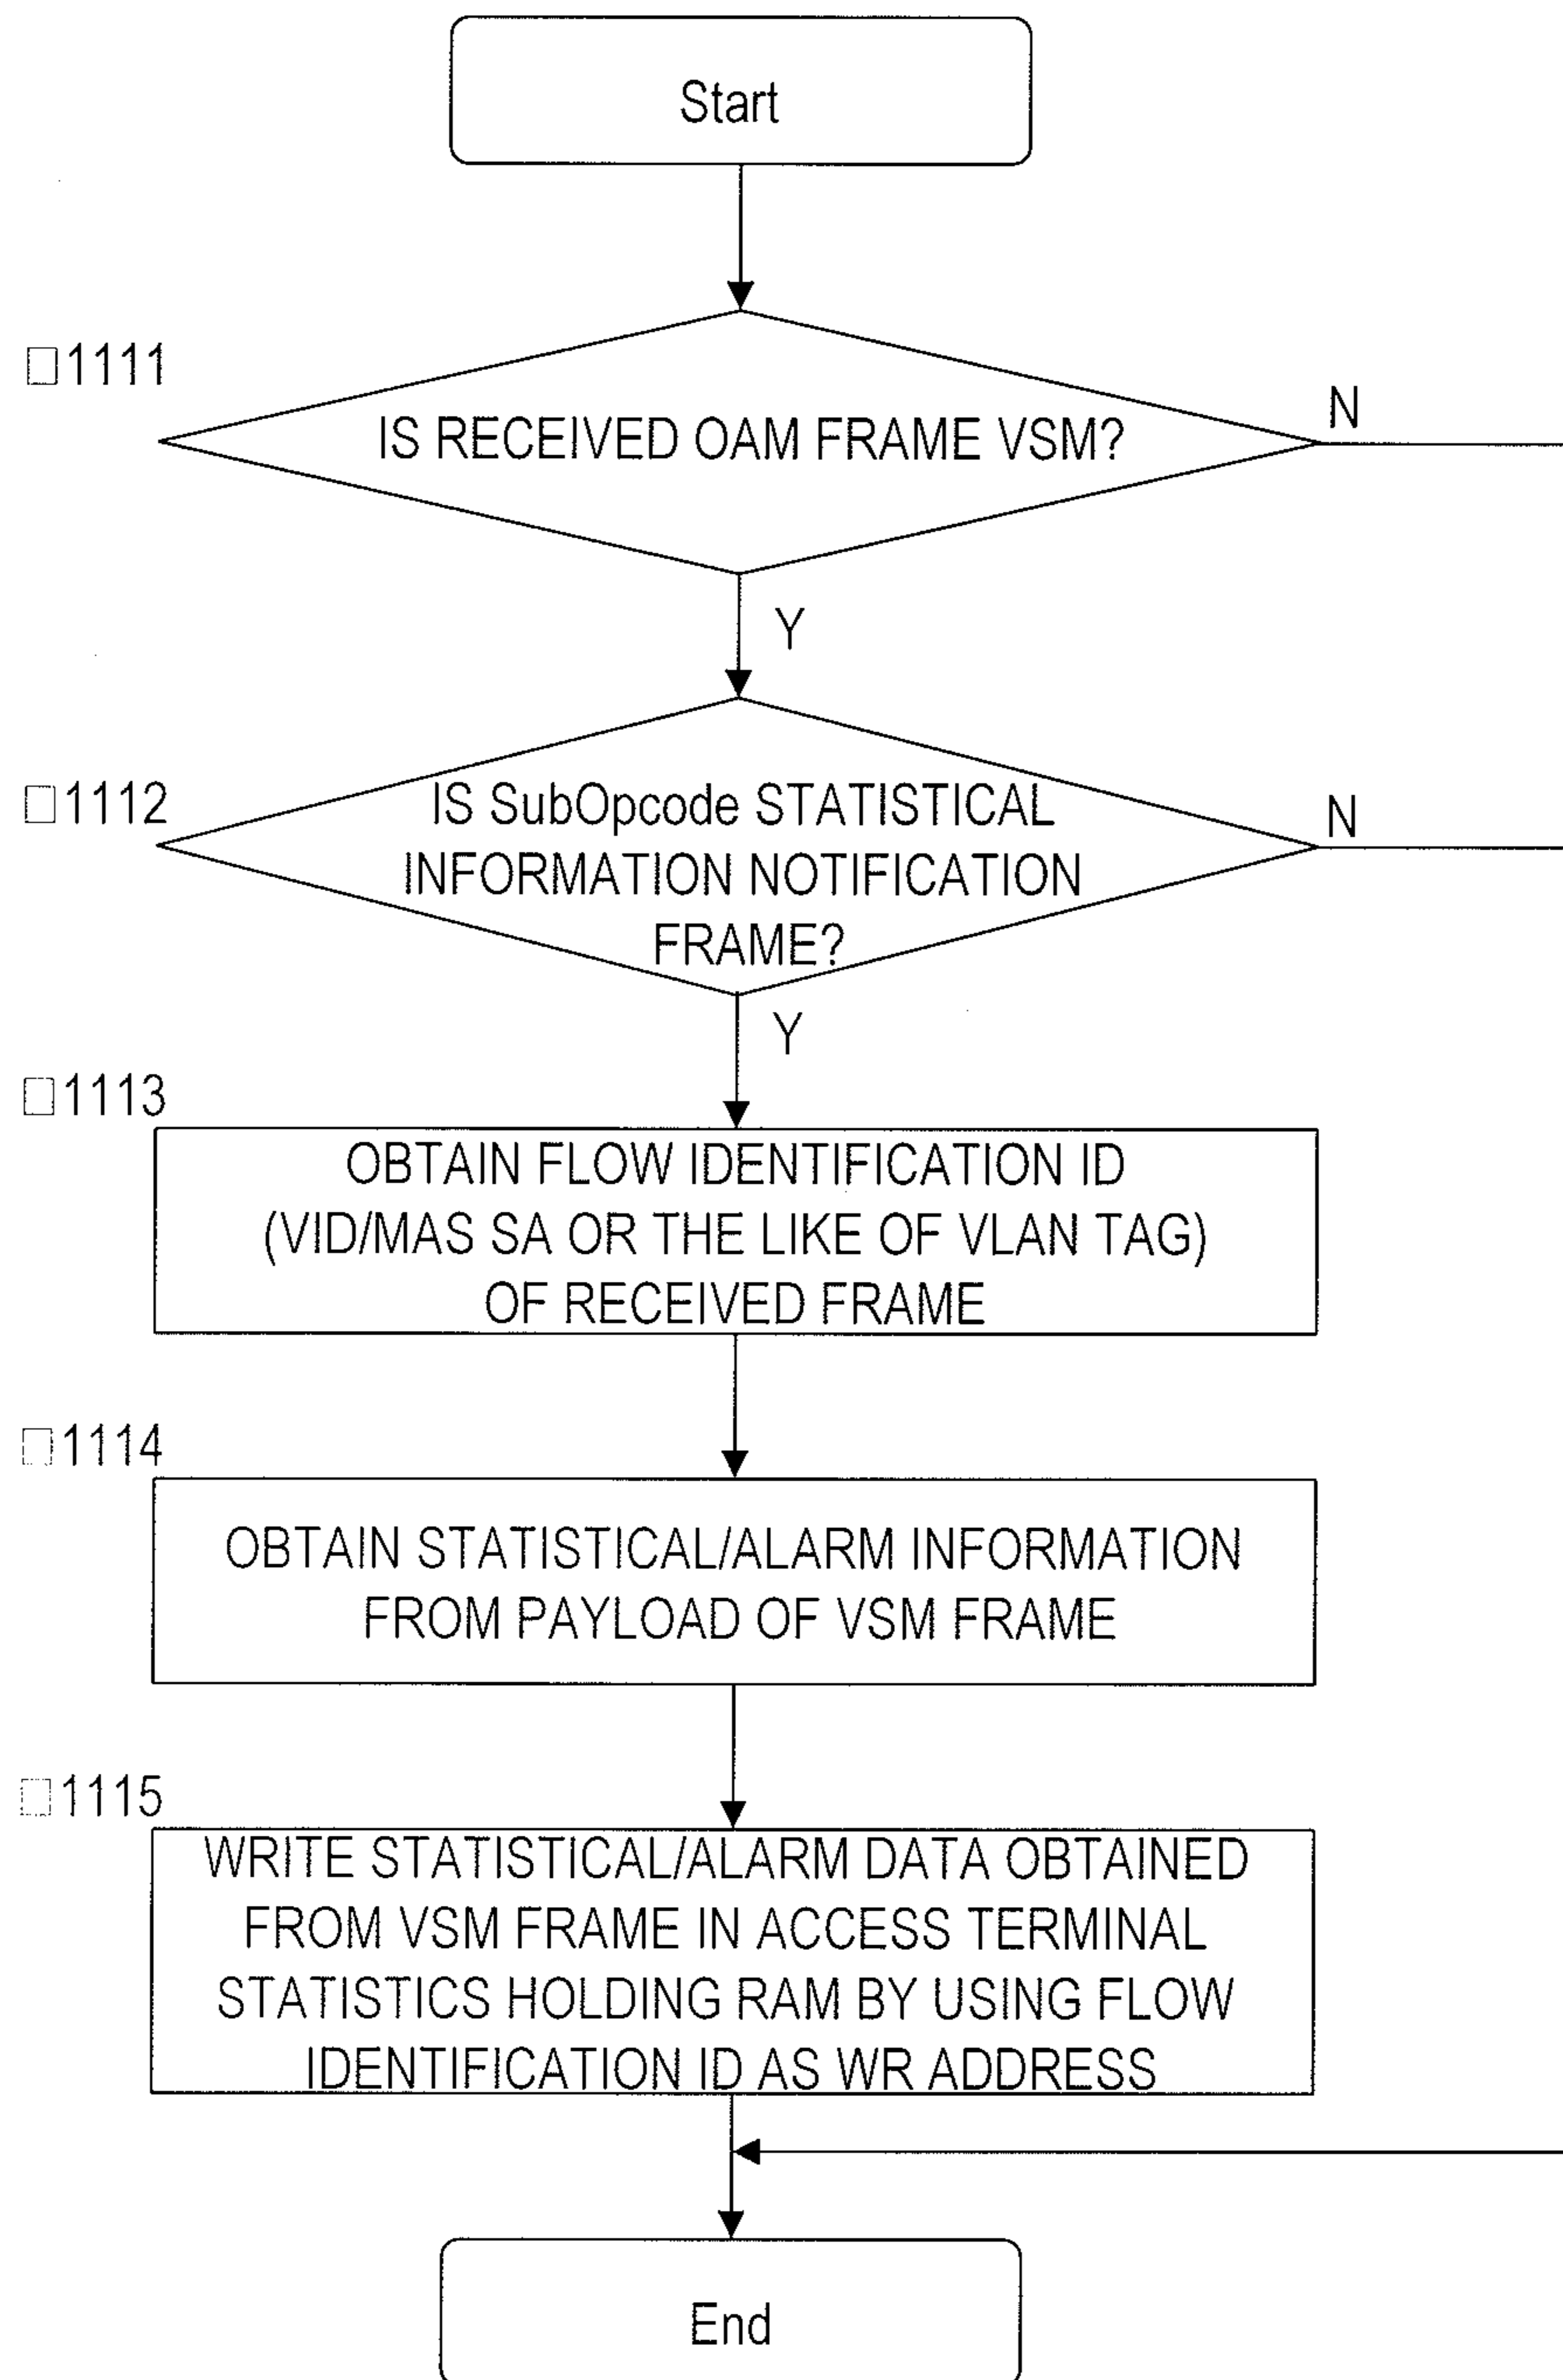 Start
□1111
IS RECEIVED OAM FRAME VSM?
N
Y
□1112
IS SubOpcode STATISTICAL
INFORMATION NOTIFICATION
FRAME?
N
Y
□1113
OBTAIN FLOW IDENTIFICATION ID
(VID/MAS SA OR THE LIKE OF VLAN TAG)
OF RECEIVED FRAME
□1114
OBTAIN STATISTICAL/ALARM INFORMATION
FROM PAYLOAD OF VSM FRAME
□1115
WRITE STATISTICAL/ALARM DATA OBTAINED
FROM VSM FRAME IN ACCESS TERMINAL
STATISTICS HOLDING RAM BY USING FLOW
IDENTIFICATION ID AS WR ADDRESS
End